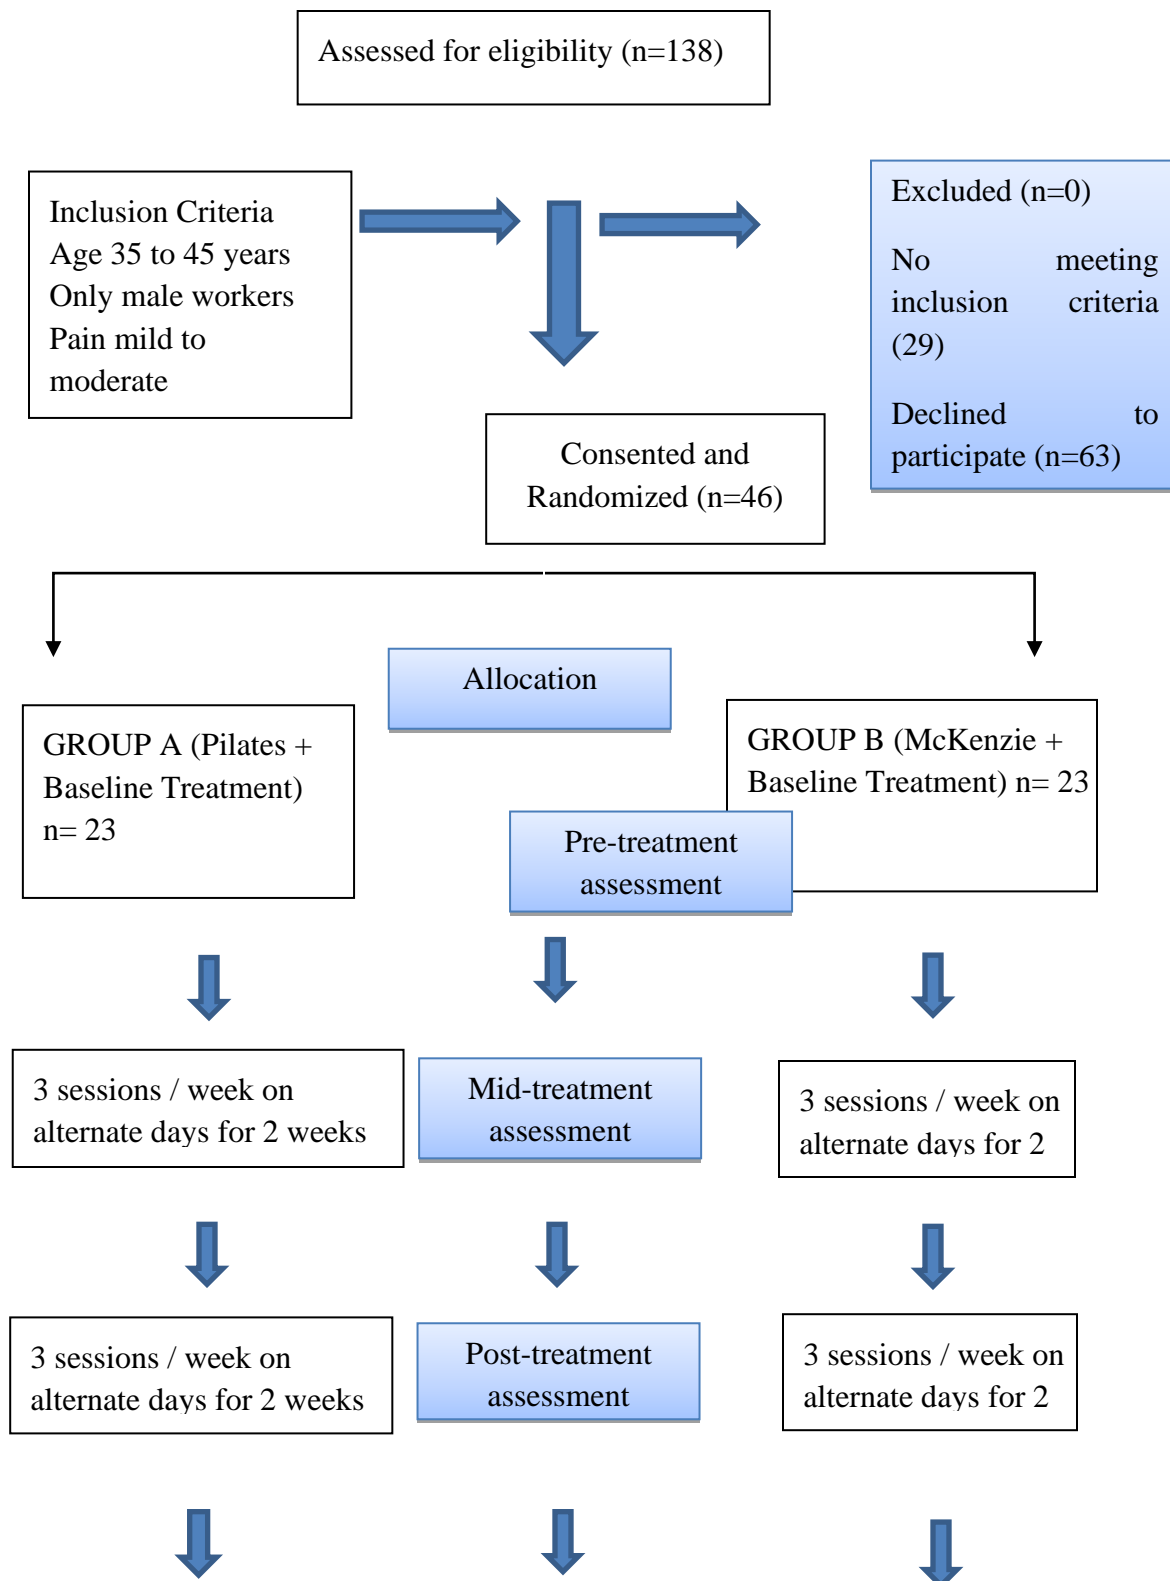 Assessed for eligibility (n=138)
Inclusion Criteria
Age 35 to 45 years
Only male workers
Pain mild to
moderate
Excluded (n=0)
No meeting
inclusion criteria
(29)
Declined to
participate (n=63)
Consented and
Randomized (n=46)
Allocation
GROUP A (Pilates +
Baseline Treatment)
n= 23
GROUP B (McKenzie +
Baseline Treatment) n= 23
Pre-treatment
assessment
3 sessions / week on
alternate days for 2 weeks
Mid-treatment
assessment
3 sessions / week on
alternate days for 2
3 sessions / week on
alternate days for 2 weeks
Post-treatment
assessment
3 sessions / week on
alternate days for 2